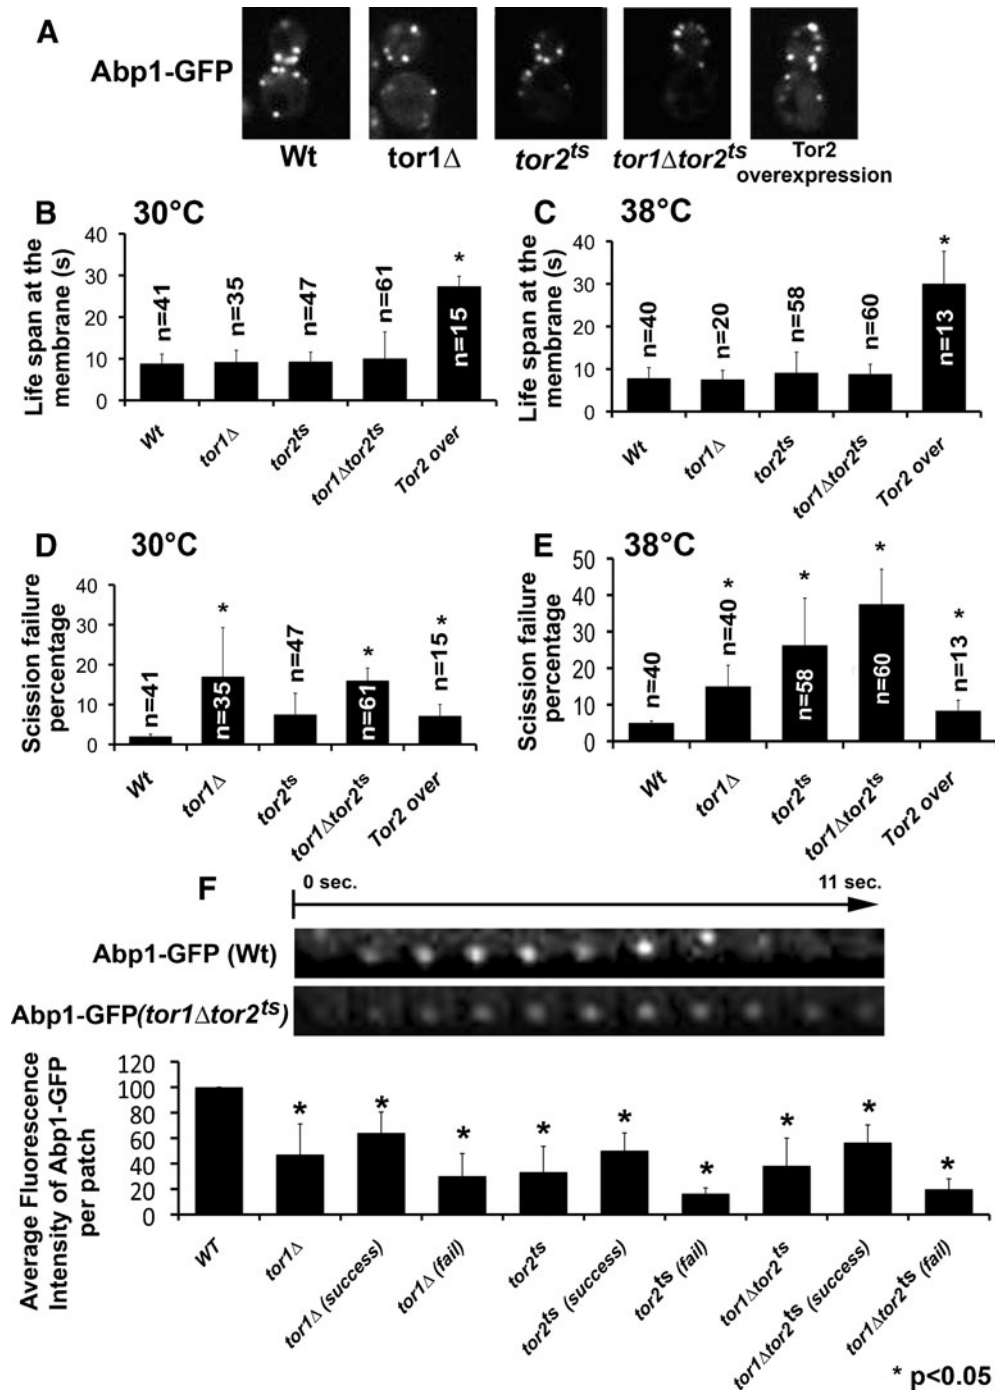 A
Abp1-GFP
Wt
tor1Δ
tor2ts
tor1Δtor2ts
Tor2
overexpression
B
30°C
Life span at the
membrane (s)
40
30
20
10
0
n=41
n=35
n=47
n=61
*
n=15
Wt
tor1Δ
tor2ts
tor1Δtor2ts
Tor2 over
C
38°C
Life span at the
membrane (s)
40
30
20
10
0
n=40
n=20
n=58
n=60
*
n=13
Wt
tor1Δ
tor2ts
tor1Δtor2ts
Tor2 over
D
30°C
Scission failure
percentage
40
30
20
10
0
n=41
*
n=35
n=47
*
n=61
n=15 *
Wt
tor1Δ
tor2ts
tor1Δtor2ts
Tor2 over
E
38°C
Scission failure
percentage
50
40
30
20
10
0
n=40
n=40 *
*
n=58
*
n=60
*
n=13
Wt
tor1Δ
tor2ts
tor1Δtor2ts
Tor2 over
F
0 sec.
11 sec.
Abp1-GFP (Wt)
Abp1-GFP(tor1Δtor2ts)
Average Fluorescence
Intensity of Abp1-GFP
per patch
120
100
80
60
40
20
0
* * * * * * * * *
WT
tor1Δ
tor1Δ (success)
tor1Δ (fail)
tor2ts
tor2ts (success)
tor2ts (fail)
tor1Δtor2ts
tor1Δtor2ts (success)
tor1Δtor2ts (fail)
* p<0.05